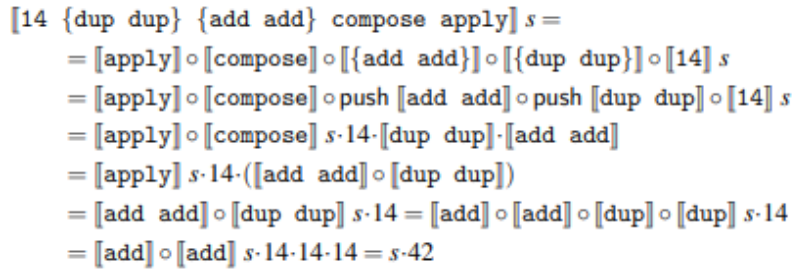 ⟦14 {dup dup} {add add} compose apply⟧ s =
= ⟦apply⟧ ∘ ⟦compose⟧ ∘ ⟦{add add}⟧ ∘ ⟦{dup dup}⟧ ∘ ⟦14⟧ s
= ⟦apply⟧ ∘ ⟦compose⟧ ∘ push ⟦add add⟧ ∘ push ⟦dup dup⟧ ∘ ⟦14⟧ s
= ⟦apply⟧ ∘ ⟦compose⟧ s·14·⟦dup dup⟧·⟦add add⟧
= ⟦apply⟧ s·14·(⟦add add⟧ ∘ ⟦dup dup⟧)
= ⟦add add⟧ ∘ ⟦dup dup⟧ s·14 = ⟦add⟧ ∘ ⟦add⟧ ∘ ⟦dup⟧ ∘ ⟦dup⟧ s·14
= ⟦add⟧ ∘ ⟦add⟧ s·14·14·14 = s·42